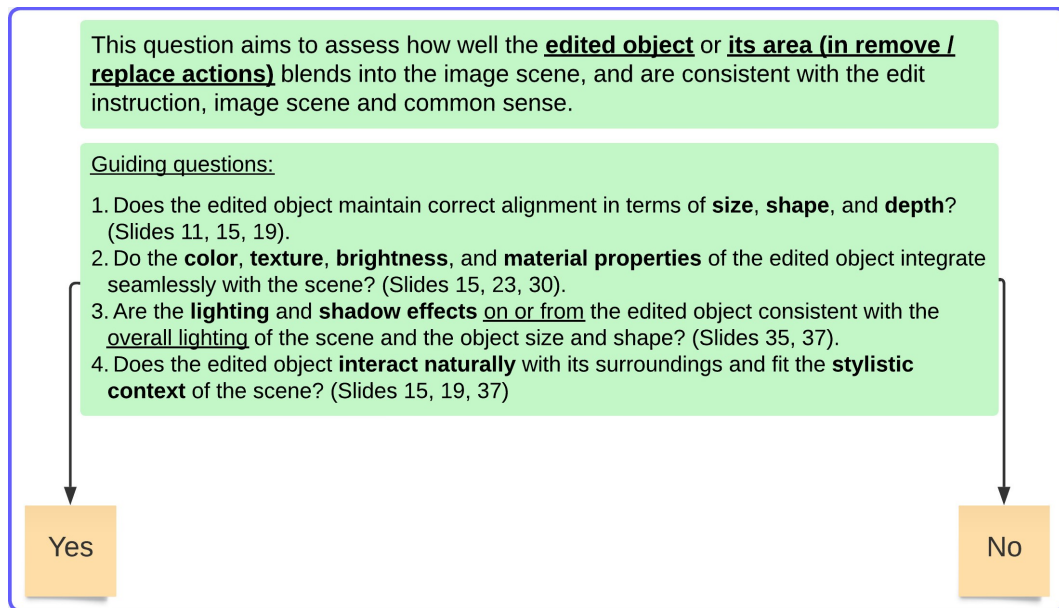 This question aims to assess how well the edited object or its area (in remove /
replace actions) blends into the image scene, and are consistent with the edit
instruction, image scene and common sense.
Guiding questions:
1. Does the edited object maintain correct alignment in terms of size, shape, and depth?
(Slides 11, 15, 19).
2. Do the color, texture, brightness, and material properties of the edited object integrate
seamlessly with the scene? (Slides 15, 23, 30).
3. Are the lighting and shadow effects on or from the edited object consistent with the
overall lighting of the scene and the object size and shape? (Slides 35, 37).
4. Does the edited object interact naturally with its surroundings and fit the stylistic
context of the scene? (Slides 15, 19, 37)
Yes
No